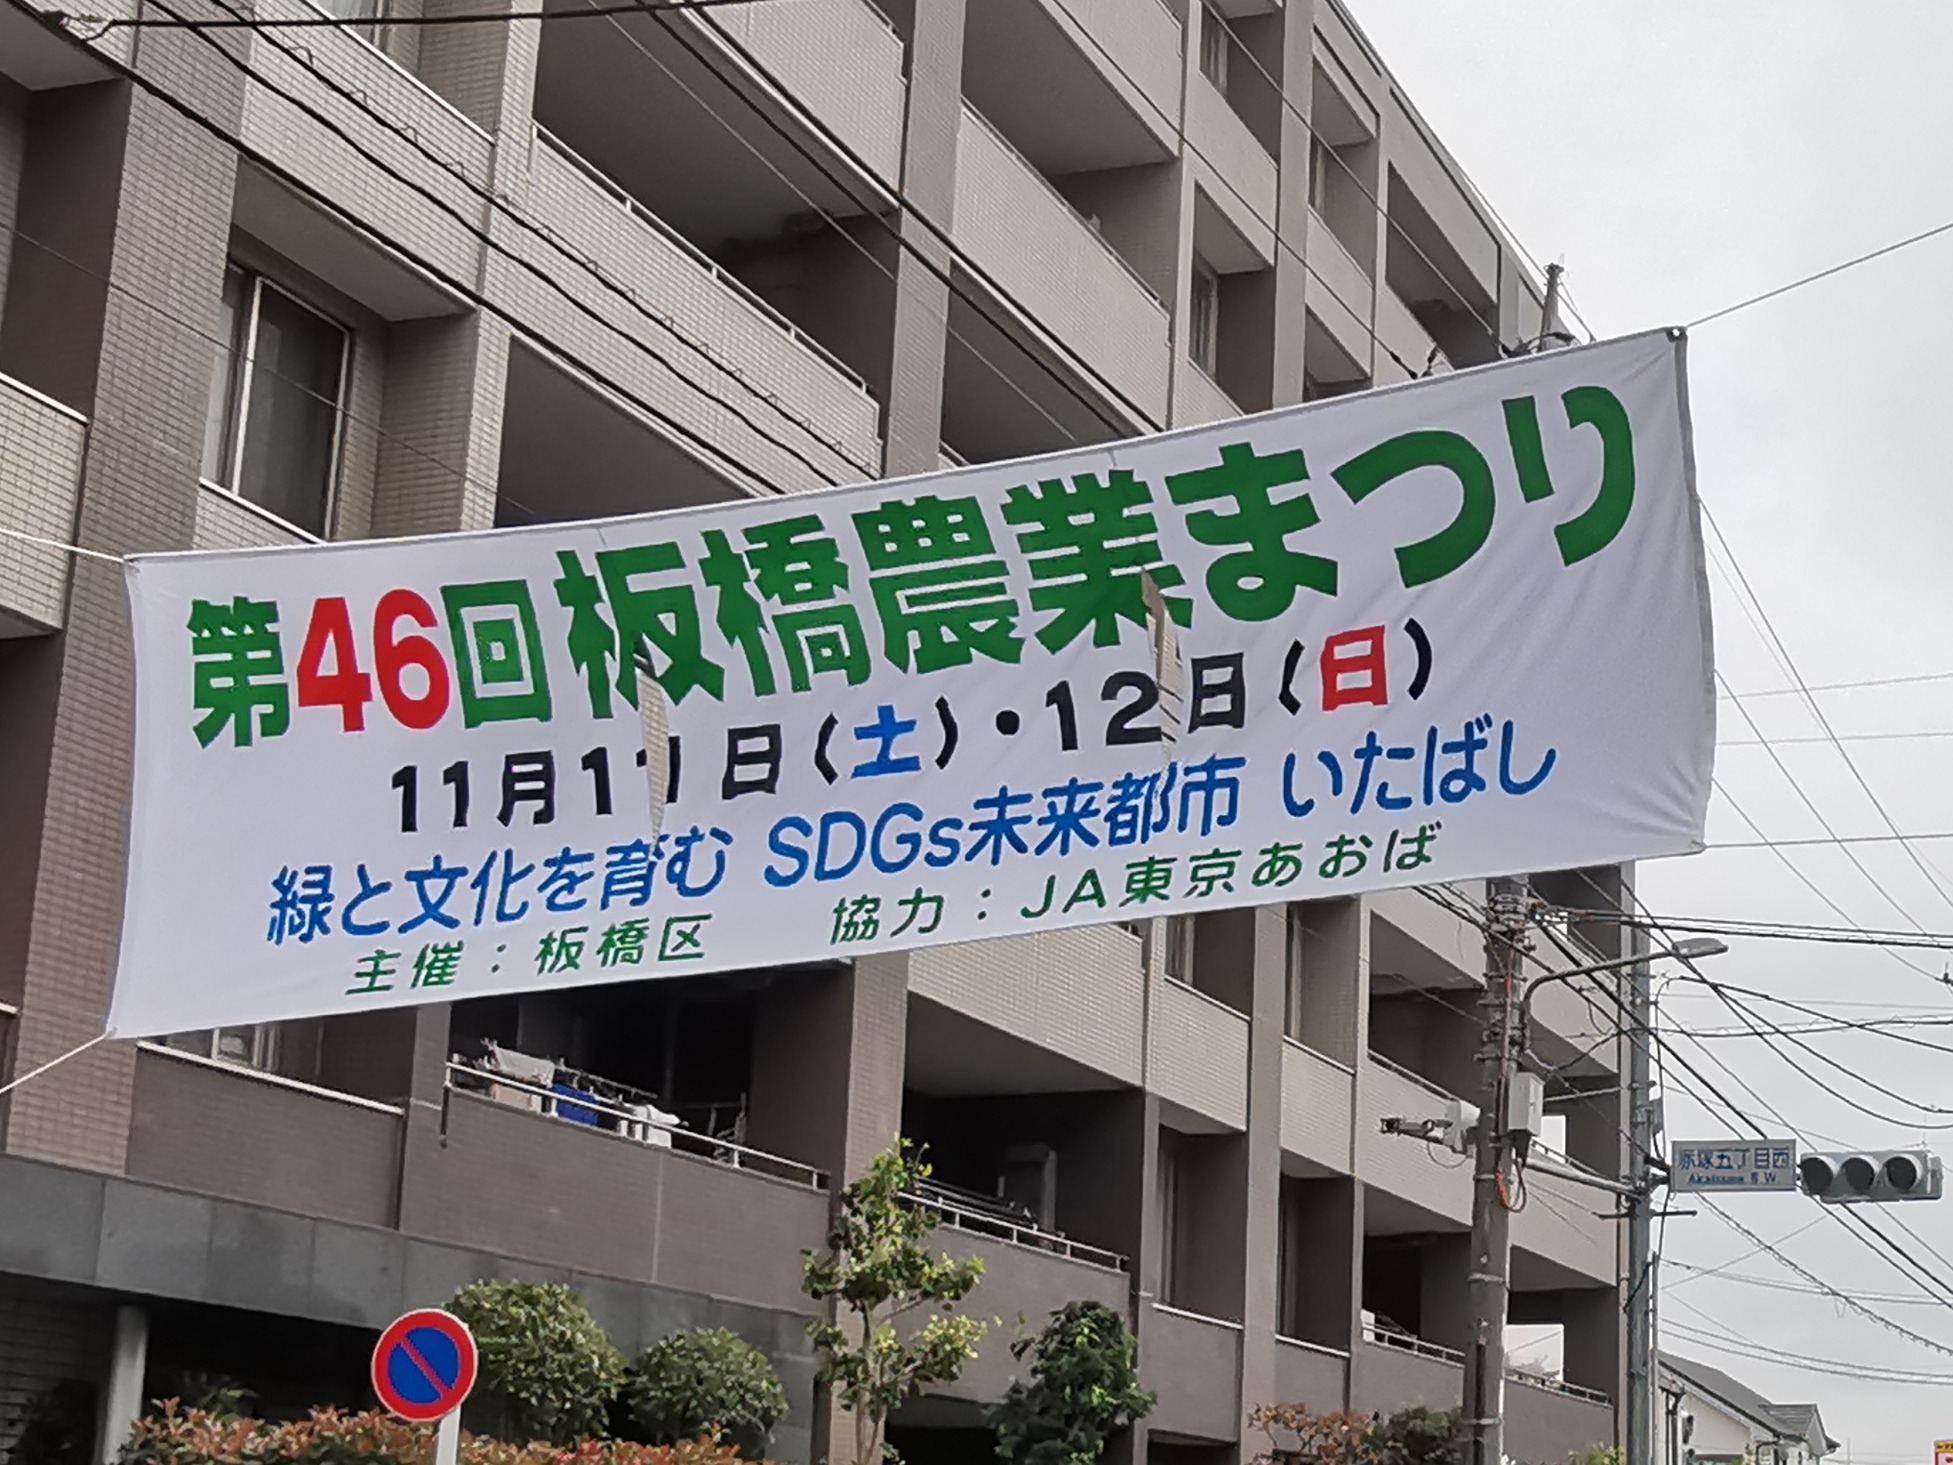 第46回板橋農業まつり
11月11日(土)・12日(日)
緑と文化を育む SDGs未来都市 いたばし
主催：板橋区　協力：JA東京あおば
赤塚五丁目西
Akatsuka 5 W